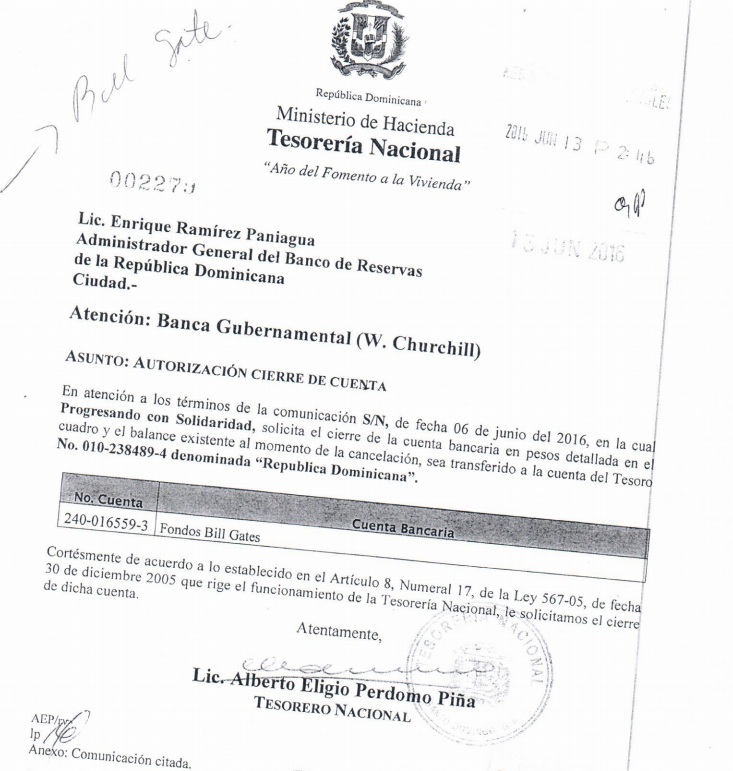 Bill Gate.
República Dominicana
Ministerio de Hacienda
Tesorería Nacional
"Año del Fomento a la Vivienda"
2016 JUN 13 P 2:46
13 JUN 2016
Lic. Enrique Ramírez Paniagua
Administrador General del Banco de Reservas
de la República Dominicana
Ciudad.-
Atención: Banca Gubernamental (W. Churchill)
ASUNTO: AUTORIZACIÓN CIERRE DE CUENTA
En atención a los términos de la comunicación S/N, de fecha 06 de junio del 2016, en la cual
Progresando con Solidaridad, solicita el cierre de la cuenta bancaria en pesos detallada en el
cuadro y el balance existente al momento de la cancelación, sea transferido a la cuenta del Tesoro
No. 010-238489-4 denominada "Republica Dominicana".
No. Cuenta Cuenta Bancaria
240-016559-3 Fondos Bill Gates
Cortésmente de acuerdo a lo establecido en el Artículo 8, Numeral 17, de la Ley 567-05, de fecha
30 de diciembre 2005 que rige el funcionamiento de la Tesorería Nacional, le solicitamos el cierre
de dicha cuenta.
Atentamente,
TESORERIA NACIONAL
Lic. Alberto Eligio Perdomo Piña
TESORERO NACIONAL
AEP/
lp
Anexo: Comunicación citada.